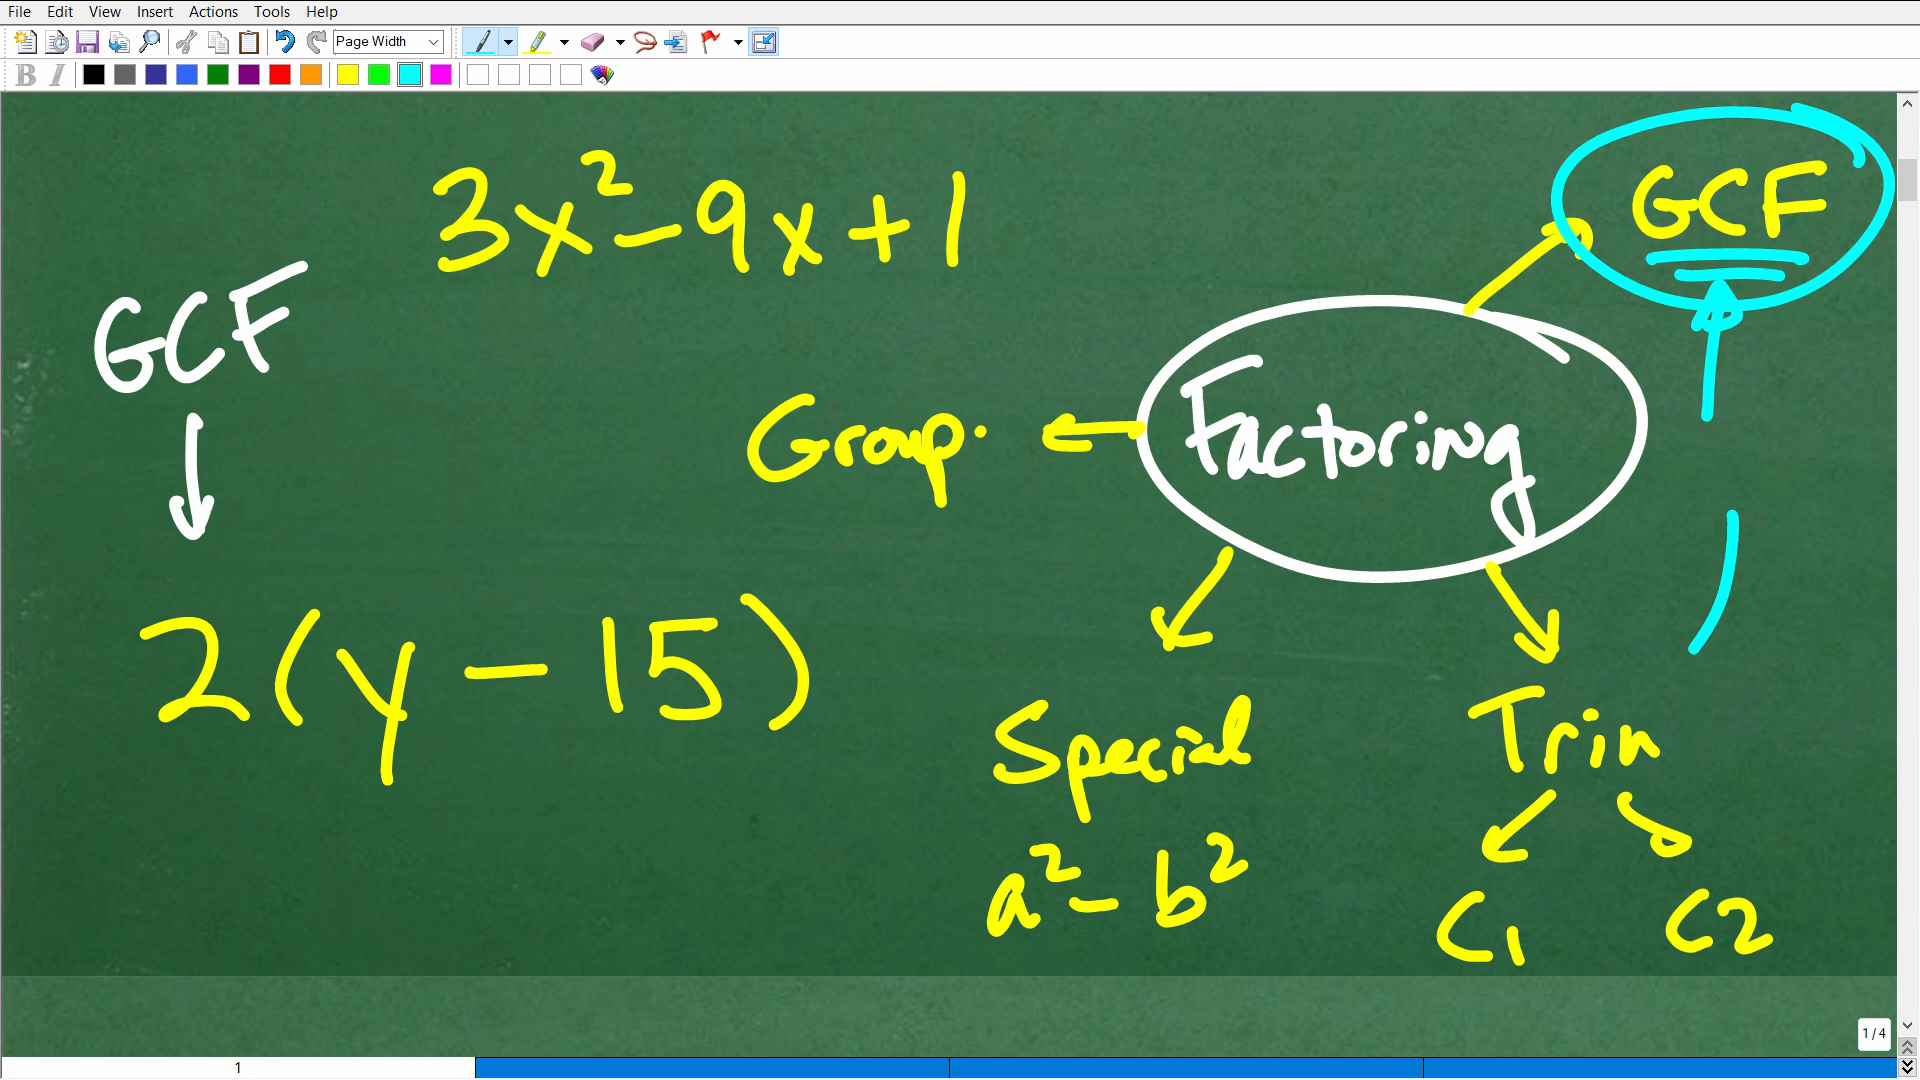 File Edit View Insert Actions Tools Help
Page Width
B I
3x²-9x+1
GCF
GCF
Group.
Factoring
2(y-15)
Special
Trin
a²-b²
C1
C2
1/4
1